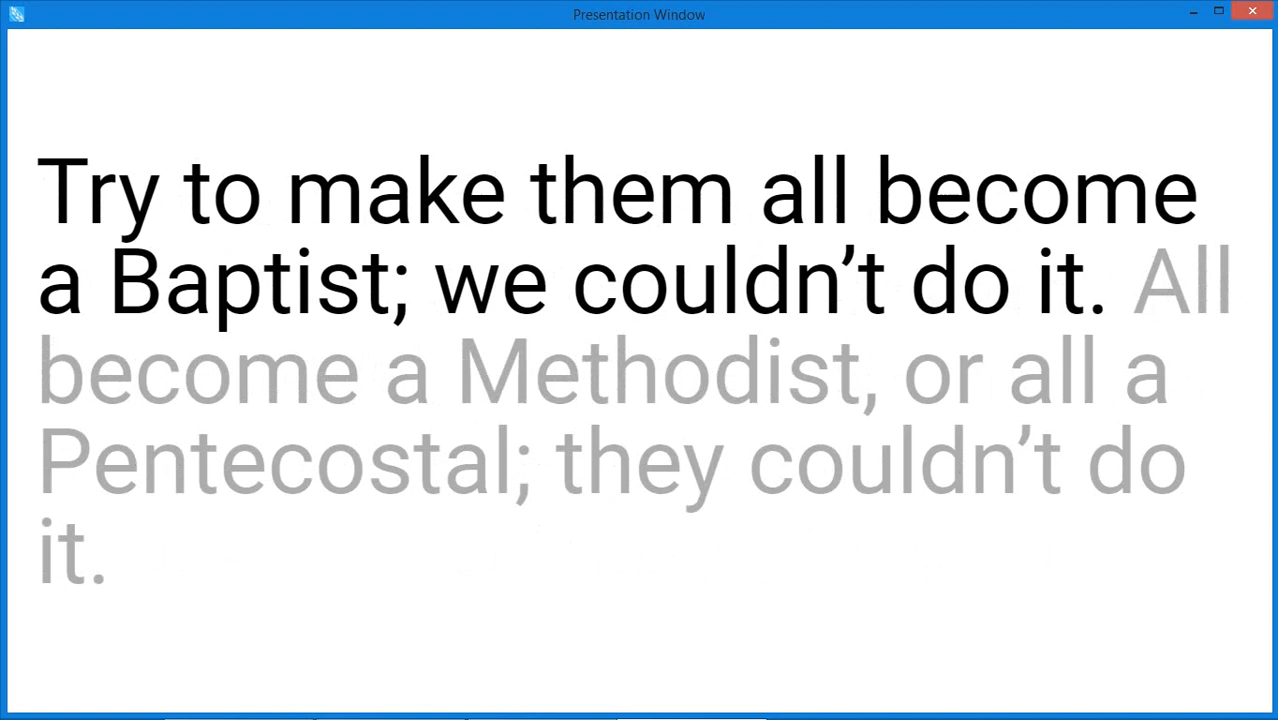 Presentation Window
Try to make them all become
a Baptist; we couldn’t do it. All
become a Methodist, or all a
Pentecostal; they couldn’t do
it.